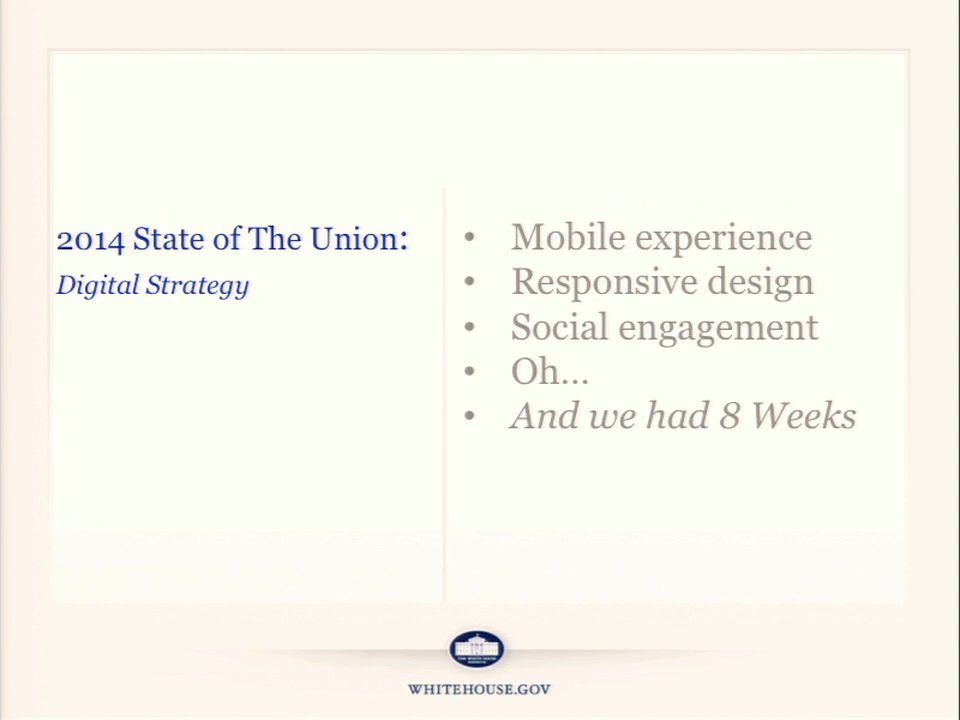 2014 State of The Union:
Digital Strategy
• Mobile experience
• Responsive design
• Social engagement
• Oh...
• And we had 8 Weeks
WHITEHOUSE.GOV